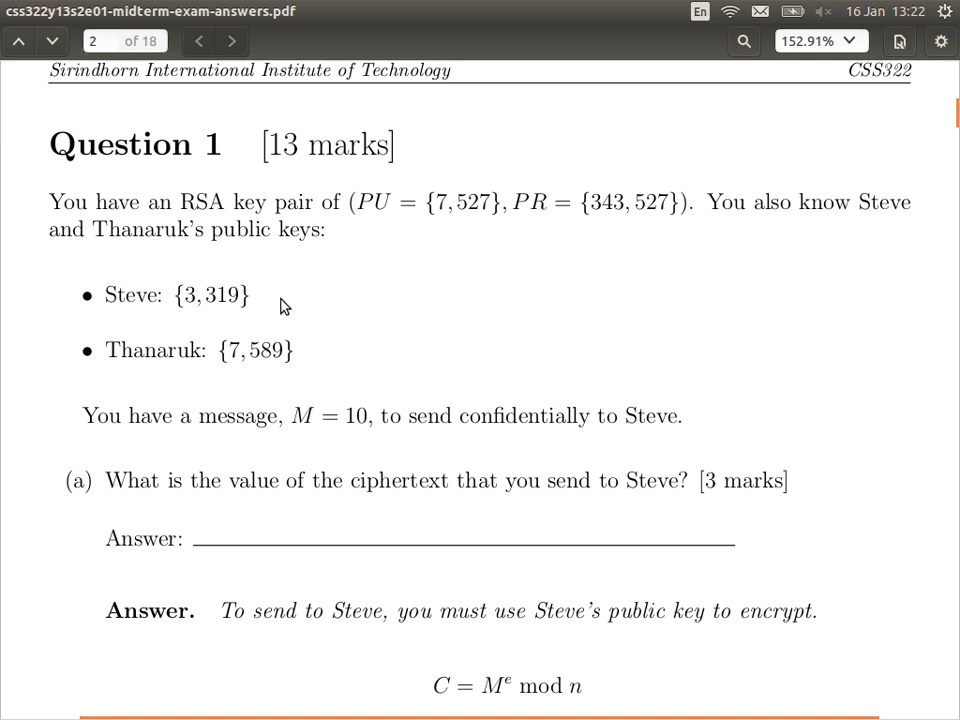 css322y13s2e01-midterm-exam-answers.pdf En 16 Jan 13:22
2 of 18 152.91%
Sirindhorn International Institute of Technology CSS322
Question 1 [13 marks]
You have an RSA key pair of (PU = {7, 527}, PR = {343, 527}). You also know Steve
and Thanaruk's public keys:
• Steve: {3, 319}
• Thanaruk: {7, 589}
You have a message, M = 10, to send confidentially to Steve.
(a) What is the value of the ciphertext that you send to Steve? [3 marks]
Answer:
Answer. To send to Steve, you must use Steve's public key to encrypt.
C = Mᵉ mod n